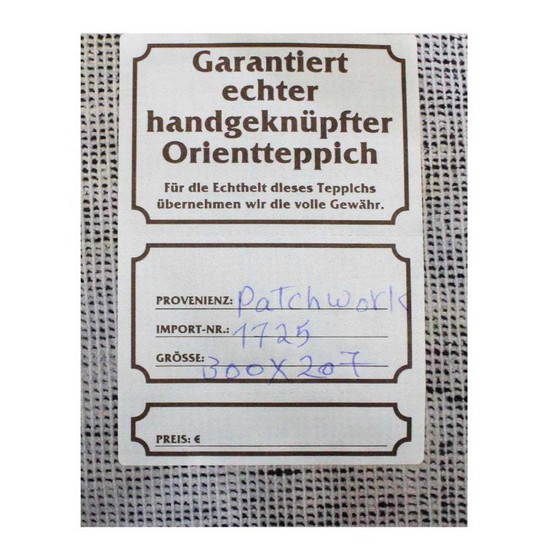 Garantiert
echter
handgeknüpfter
Orientteppich
Für die Echtheit dieses Teppichs
übernehmen wir die volle Gewähr.
PROVENIENZ: Patchwork
IMPORT-NR.: 1725
GRÖSSE: 300x207
PREIS: €